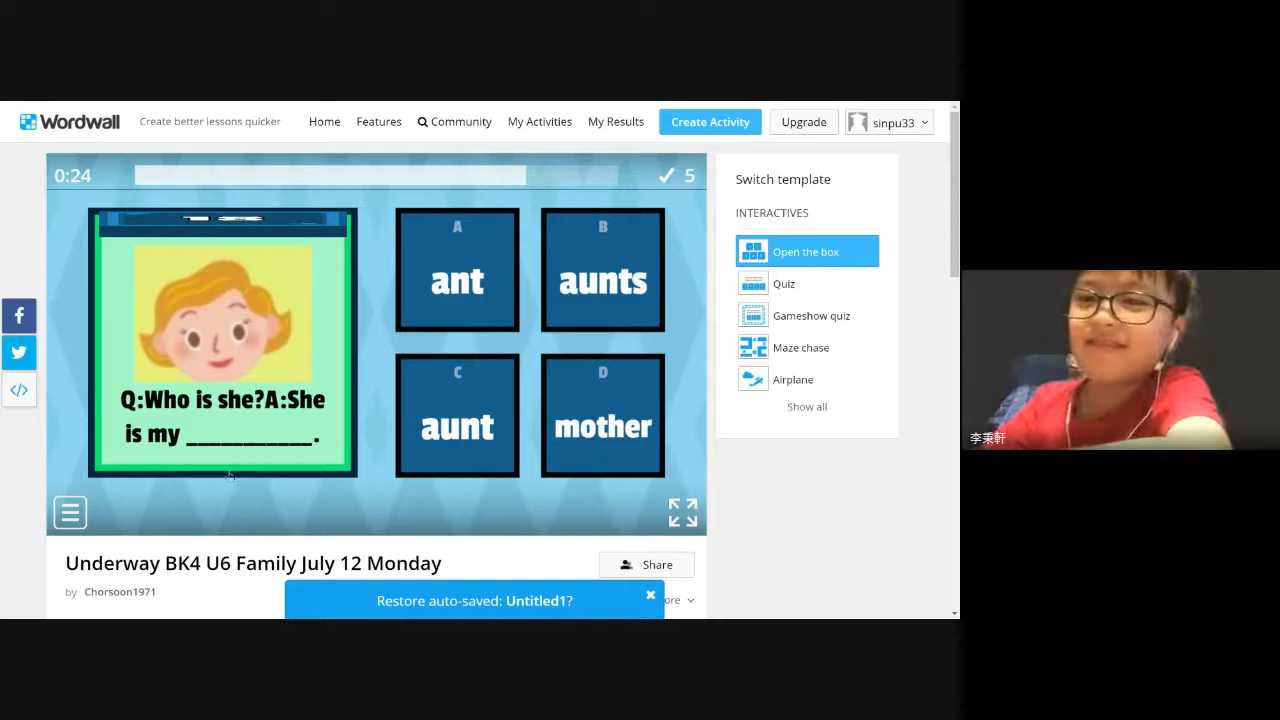 Wordwall
Create better lessons quicker
Home
Features
Community
My Activities
My Results
Create Activity
Upgrade
sinpu33
0:24
5
A
ant
B
aunts
C
aunt
D
mother
Q:Who is she?A:She
is my ___________.
Switch template
INTERACTIVES
Open the box
Quiz
Gameshow quiz
Maze chase
Airplane
Show all
李秉軒
Underway BK4 U6 Family July 12 Monday
Share
by Chorsoon1971
Restore auto-saved: Untitled1?